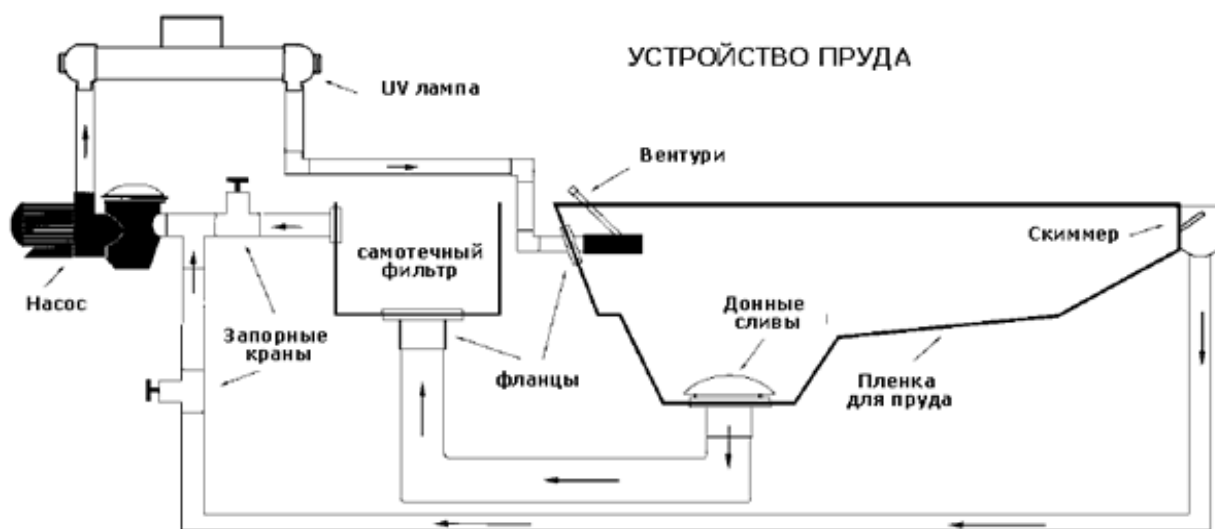 УСТРОЙСТВО ПРУДА
UV лампа
Вентури
Скиммер
самотечный
фильтр
Насос
Донные
сливы
Запорные
краны
фланцы
Пленка
для пруда